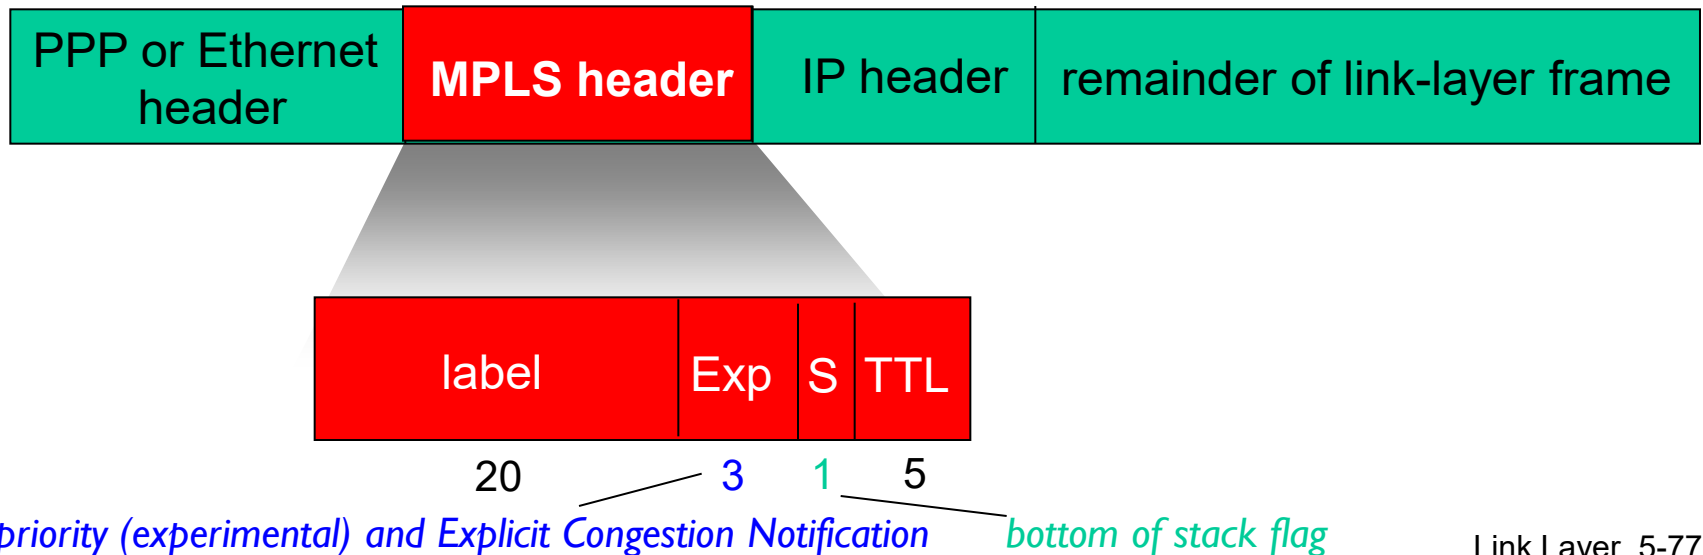 PPP or Ethernet
header
MPLS header
IP header
remainder of link-layer frame
label
Exp
S
TTL
20
3
1
5
priority (experimental) and Explicit Congestion Notification
bottom of stack flag
Link Layer 5-77